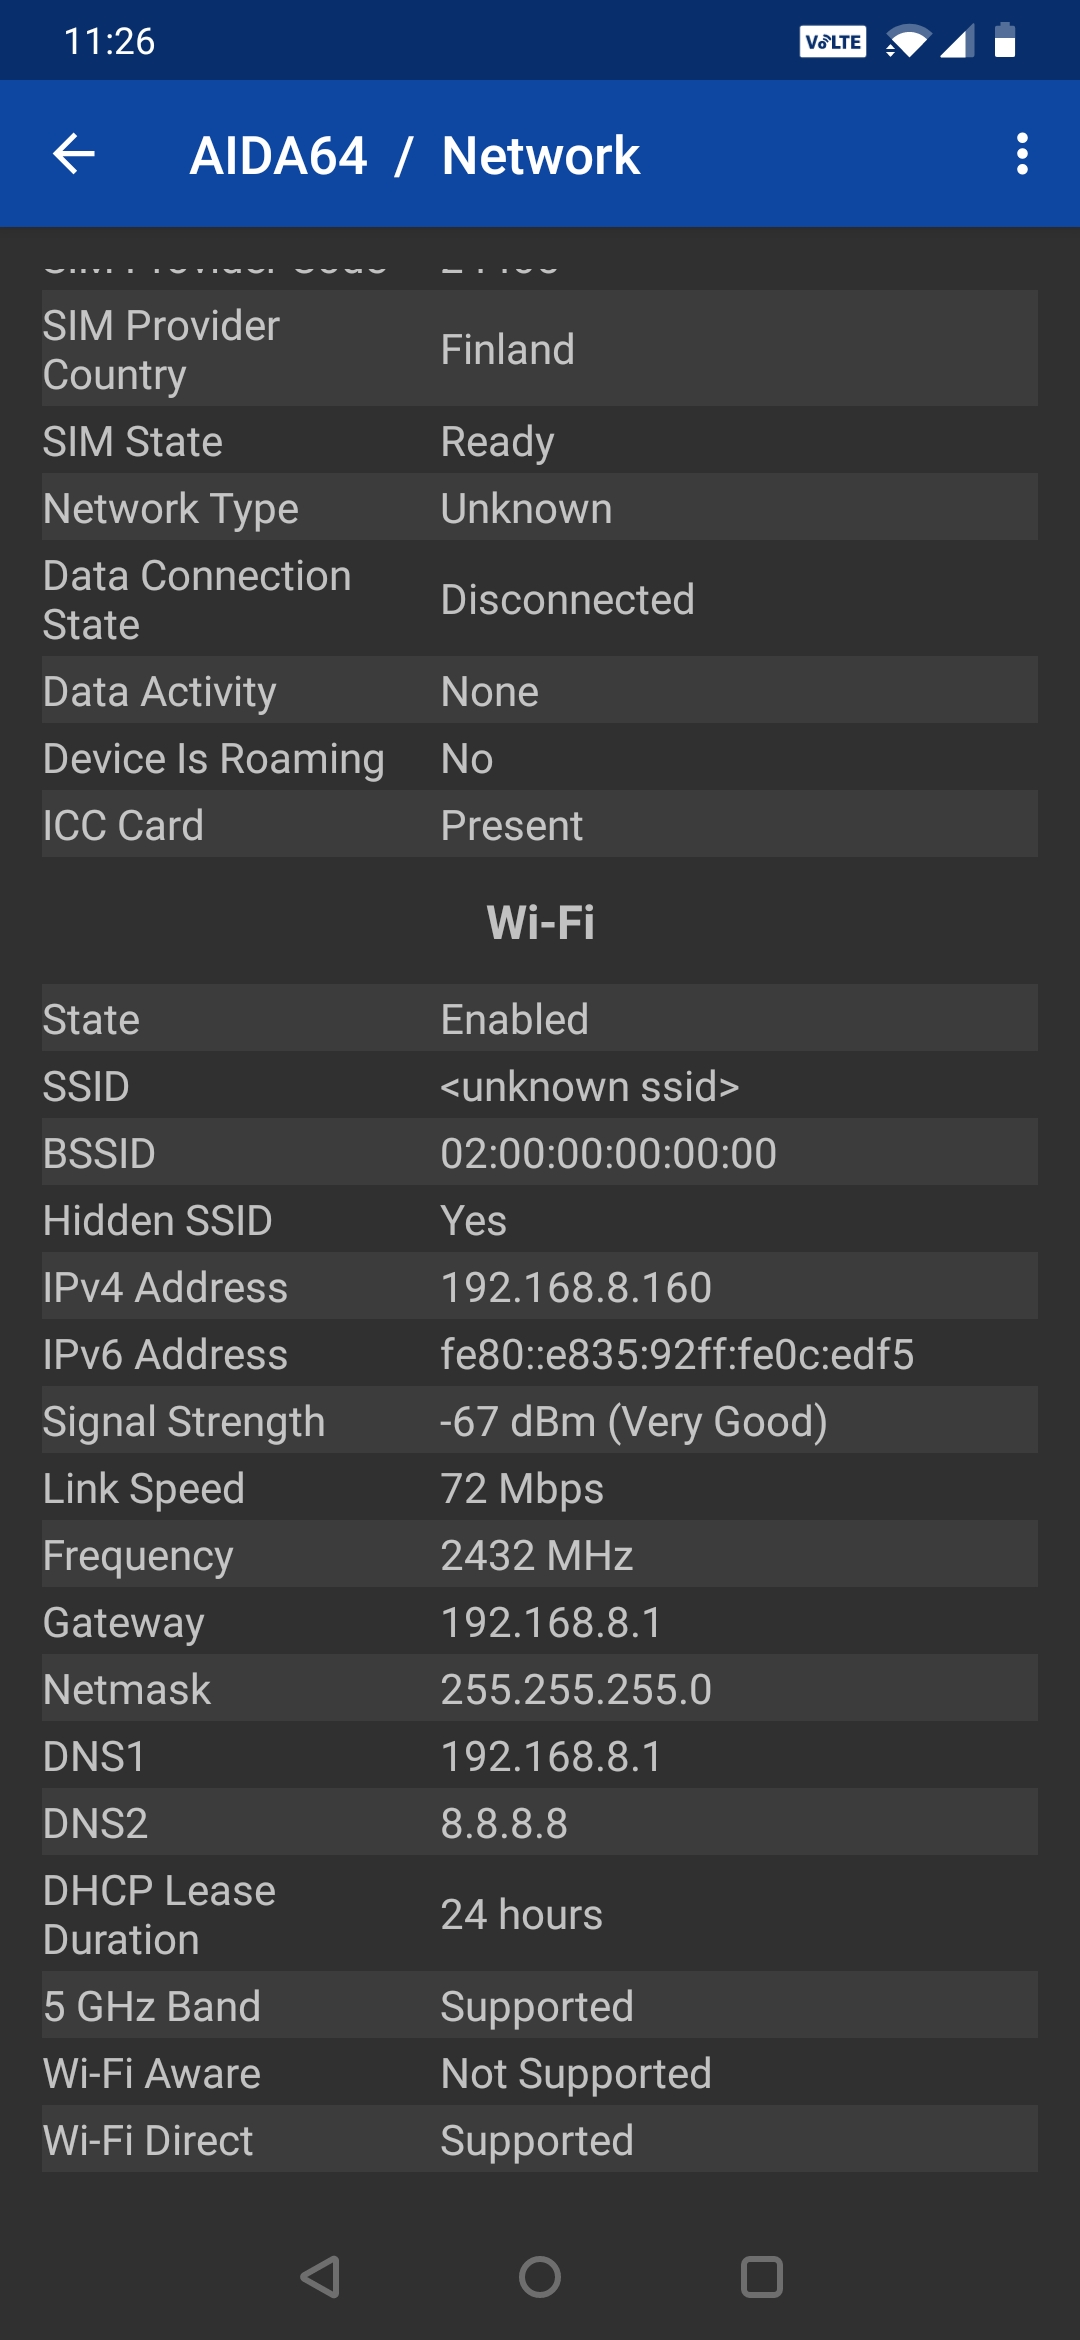 11:26
VoLTE
AIDA64 / Network
SIM Provider Code
SIM Provider Country Finland
SIM State Ready
Network Type Unknown
Data Connection State Disconnected
Data Activity None
Device Is Roaming No
ICC Card Present
Wi-Fi
State Enabled
SSID <unknown ssid>
BSSID 02:00:00:00:00:00
Hidden SSID Yes
IPv4 Address 192.168.8.160
IPv6 Address fe80::e835:92ff:fe0c:edf5
Signal Strength -67 dBm (Very Good)
Link Speed 72 Mbps
Frequency 2432 MHz
Gateway 192.168.8.1
Netmask 255.255.255.0
DNS1 192.168.8.1
DNS2 8.8.8.8
DHCP Lease Duration 24 hours
5 GHz Band Supported
Wi-Fi Aware Not Supported
Wi-Fi Direct Supported